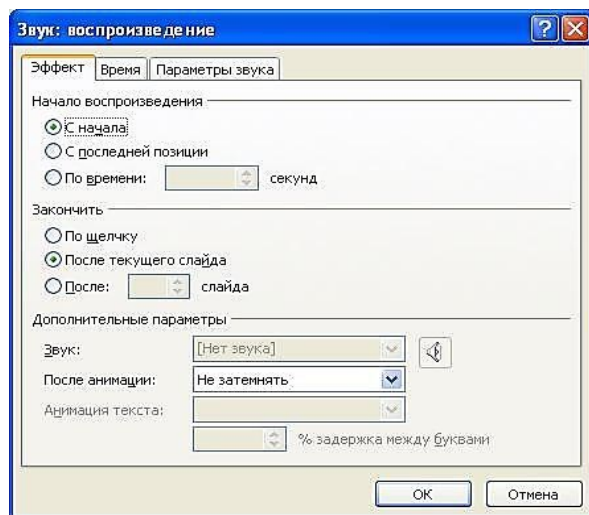 Звук: воспроизведение
Эффект Время Параметры звука
Начало воспроизведения
С начала
С последней позиции
По времени: секунд
Закончить
По щелчку
После текущего слайда
После: слайда
Дополнительные параметры
Звук: [Нет звука]
После анимации: Не затемнять
Анимация текста:
% задержка между буквами
ОК Отмена